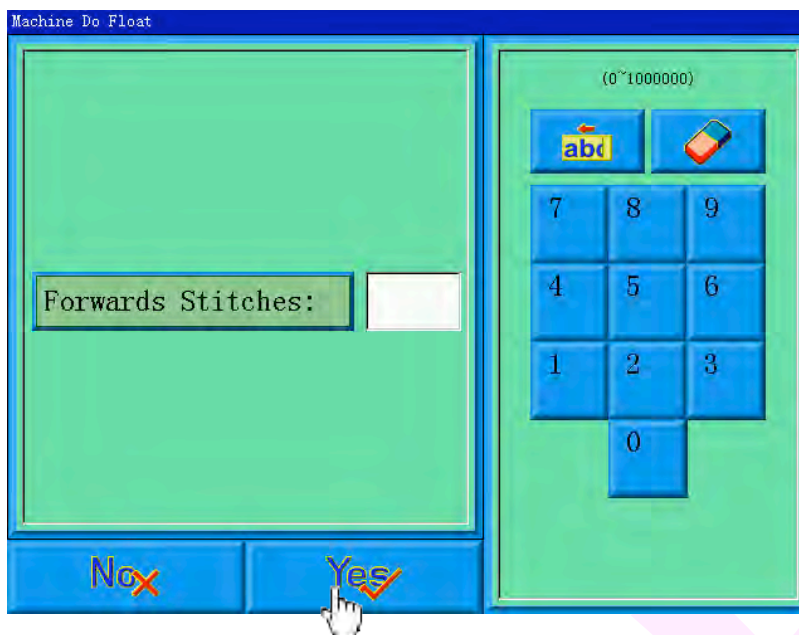 Machine Do Float
(0~1000000)
abc
7 8 9
Forwards Stitches:
4 5 6
1 2 3
0
No
Yes